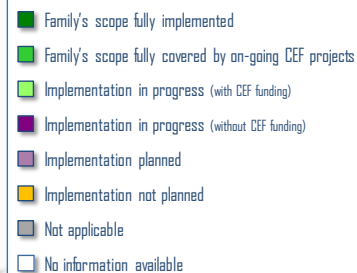 Family's scope fully implemented
Family's scope fully covered by on-going CEF projects
Implementation in progress (with CEF funding)
Implementation in progress (without CEF funding)
Implementation planned
Implementation not planned
Not applicable
No information available